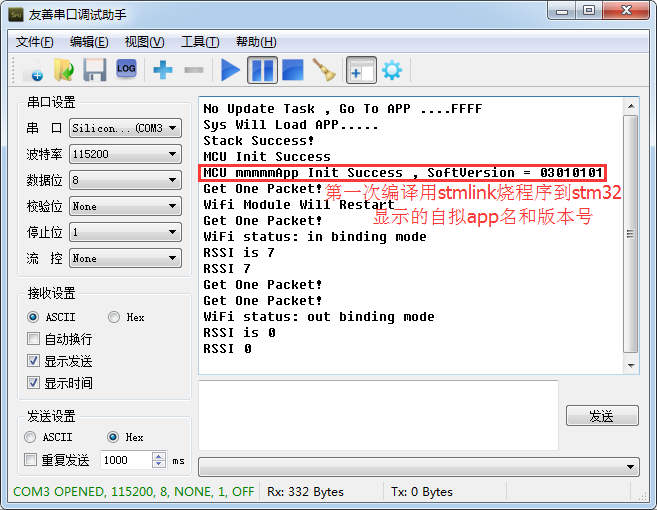 友善串口调试助手
文件(F) 编辑(E) 视图(V) 工具(T) 帮助(H)
LOG
串口设置
串 口 Silicon...(COM3
波特率 115200
数据位 8
校验位 None
停止位 1
流 控 None
接收设置
ASCII Hex
自动换行
显示发送
显示时间
发送设置
ASCII Hex
重复发送 1000 ms
No Update Task , Go To APP ....FFFF
Sys Will Load APP.....
Stack Success!
MCU Init Success
MCU mmmmmApp Init Success , SoftVersion = 03010101
Get One Packet!
Wifi Module Will Restart
Get One Packet!
WiFi status: in binding mode
RSSI is 7
RSSI 7
Get One Packet!
Get One Packet!
WiFi status: out binding mode
RSSI is 0
RSSI 0
第一次编译用stmlink烧程序到stm32
显示的自拟app名和版本号
发送
COM3 OPENED, 115200, 8, NONE, 1, OFF Rx: 332 Bytes Tx: 0 Bytes